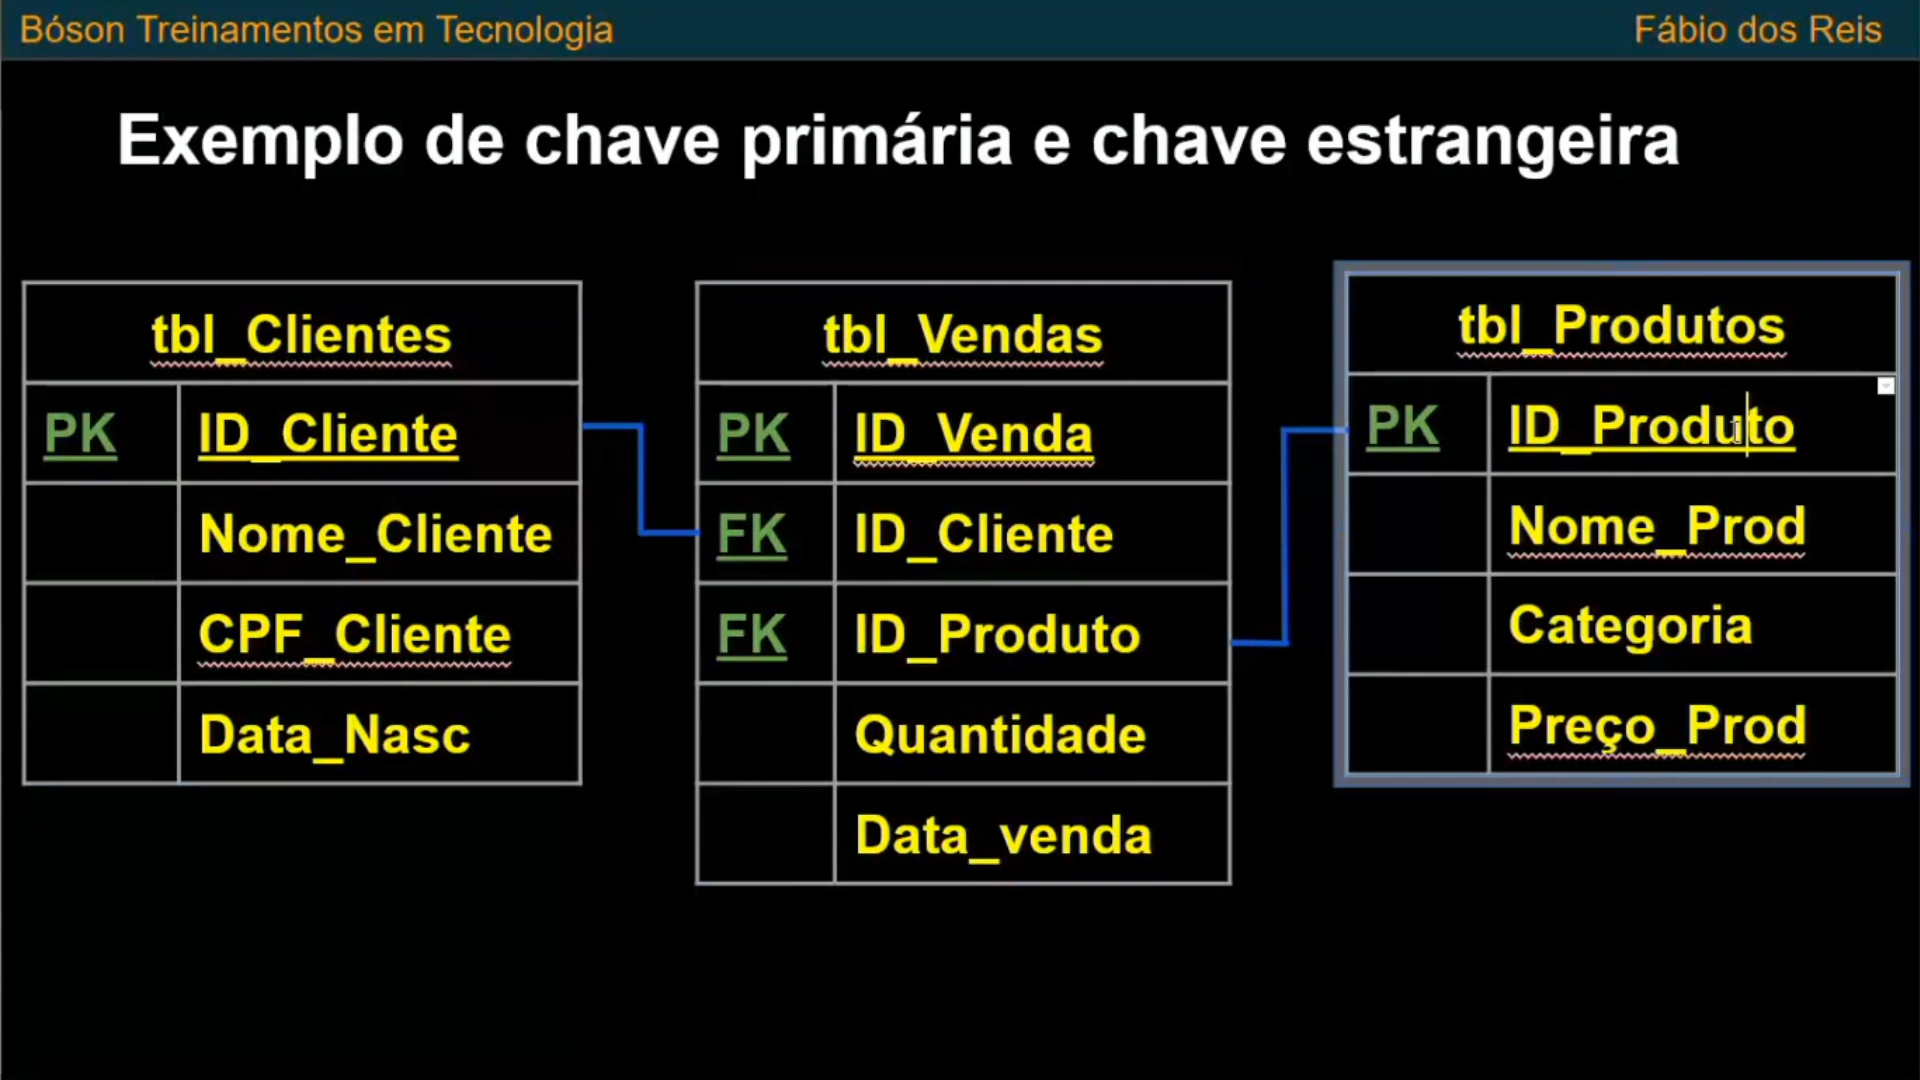 Bóson Treinamentos em Tecnologia
Fábio dos Reis
Exemplo de chave primária e chave estrangeira
tbl_Clientes
PK ID_Cliente
Nome_Cliente
CPF_Cliente
Data_Nasc
tbl_Vendas
PK ID_Venda
FK ID_Cliente
FK ID_Produto
Quantidade
Data_venda
tbl_Produtos
PK ID_Produto
Nome_Prod
Categoria
Preço_Prod